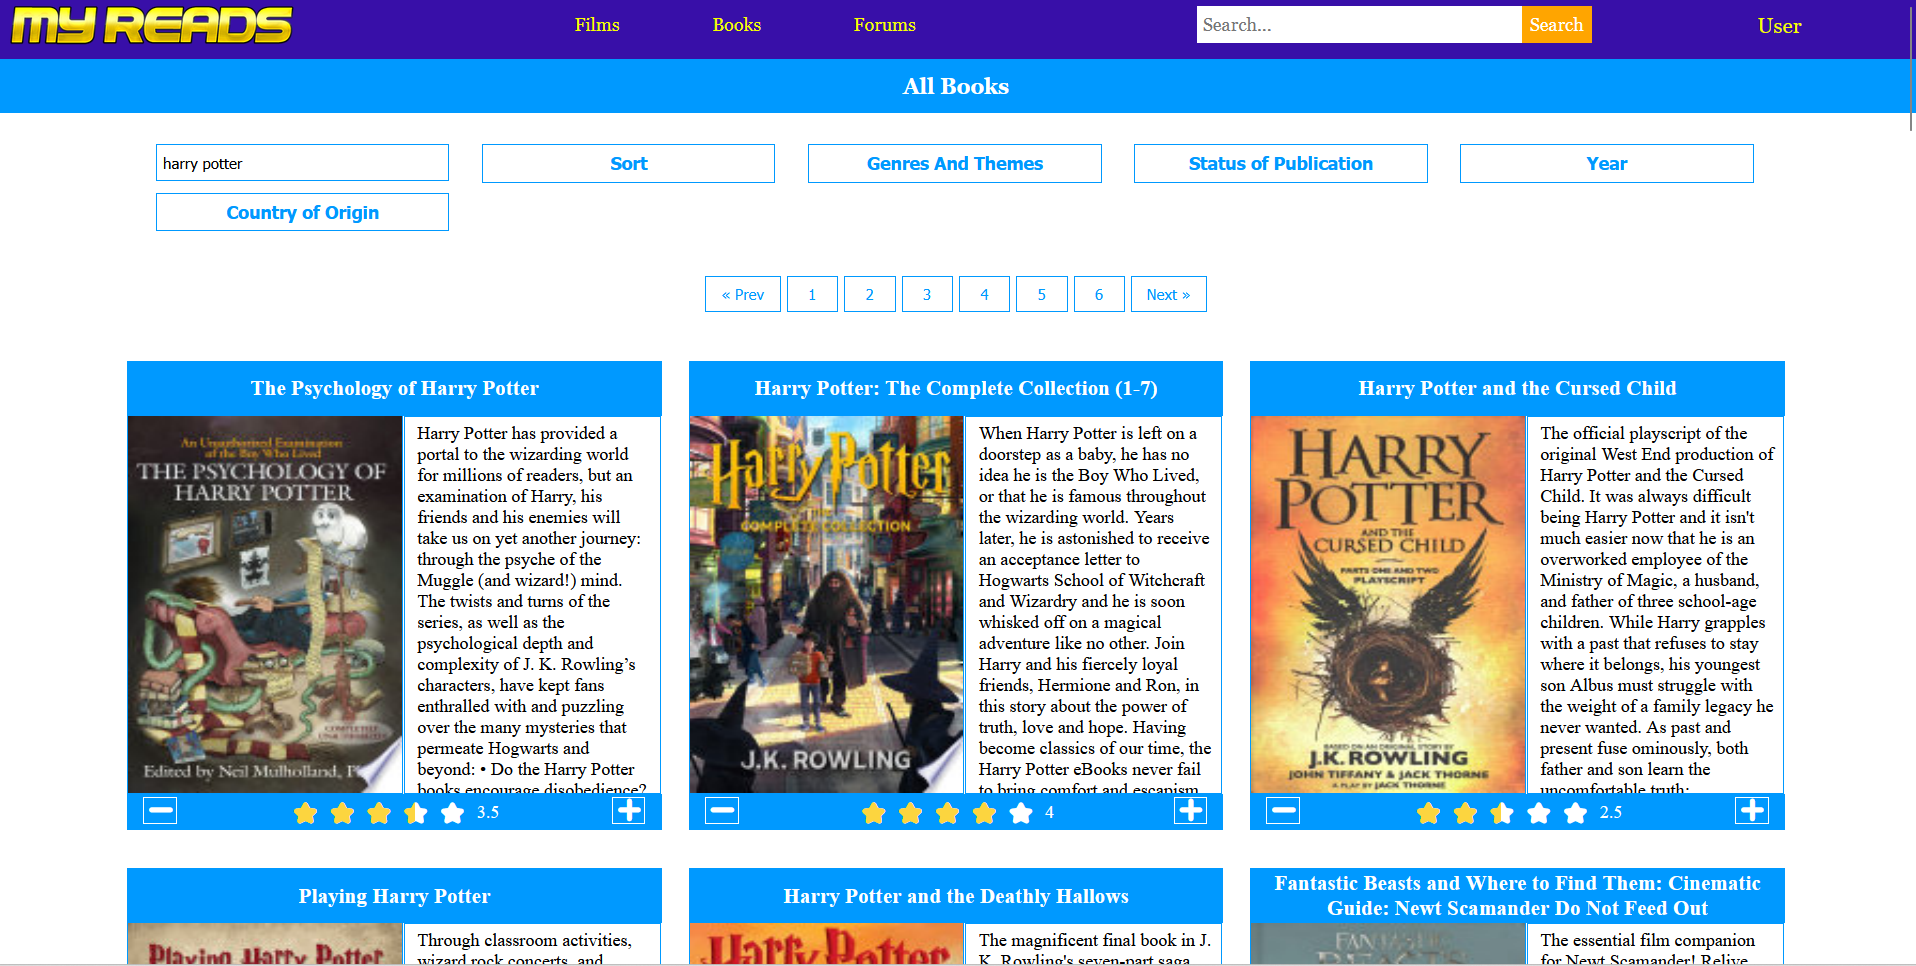 MY READS
Films
Books
Forums
Search...
Search
User
All Books
harry potter
Sort
Genres And Themes
Status of Publication
Year
Country of Origin
« Prev
1
2
3
4
5
6
Next »
The Psychology of Harry Potter
An Unauthorized Examination
of the Boy Who Lived
THE PSYCHOLOGY OF
HARRY POTTER
COMPLETELY
UNAUTHORIZED
Edited by Neil Mulholland,
Harry Potter has provided a
portal to the wizarding world
for millions of readers, but an
examination of Harry, his
friends and his enemies will
take us on yet another journey:
through the psyche of the
Muggle (and wizard!) mind.
The twists and turns of the
series, as well as the
psychological depth and
complexity of J. K. Rowling’s
characters, have kept fans
enthralled with and puzzling
over the many mysteries that
permeate Hogwarts and
beyond: • Do the Harry Potter
books encourage disobedience?
3.5
Harry Potter: The Complete Collection (1-7)
Harry Potter
COMPLETE COLLECTION
J.K. ROWLING
When Harry Potter is left on a
doorstep as a baby, he has no
idea he is the Boy Who Lived,
or that he is famous throughout
the wizarding world. Years
later, he is astonished to receive
an acceptance letter to
Hogwarts School of Witchcraft
and Wizardry and he is soon
whisked off on a magical
adventure like no other. Join
Harry and his fiercely loyal
friends, Hermione and Ron, in
this story about the power of
truth, love and hope. Having
become classics of our time, the
Harry Potter eBooks never fail
to bring comfort and escapism
4
Harry Potter and the Cursed Child
HARRY
POTTER
AND THE
CURSED CHILD
PARTS ONE AND TWO
PLAYSCRIPT
BASED ON AN ORIGINAL STORY BY
J.K. ROWLING
JOHN TIFFANY & JACK THORNE
A PLAY BY JACK THORNE
The official playscript of the
original West End production of
Harry Potter and the Cursed
Child. It was always difficult
being Harry Potter and it isn't
much easier now that he is an
overworked employee of the
Ministry of Magic, a husband,
and father of three school-age
children. While Harry grapples
with a past that refuses to stay
where it belongs, his youngest
son Albus must struggle with
the weight of a family legacy he
never wanted. As past and
present fuse ominously, both
father and son learn the
uncomfortable truth:
2.5
Playing Harry Potter
Playing Harry Potter
Through classroom activities,
wizard rock concerts, and
Harry Potter and the Deathly Hallows
Harry Potter
The magnificent final book in J.
K. Rowling's seven-part saga
Fantastic Beasts and Where to Find Them: Cinematic
Guide: Newt Scamander Do Not Feed Out
FANTASTIC
BEASTS
The essential film companion
for Newt Scamander! Relive